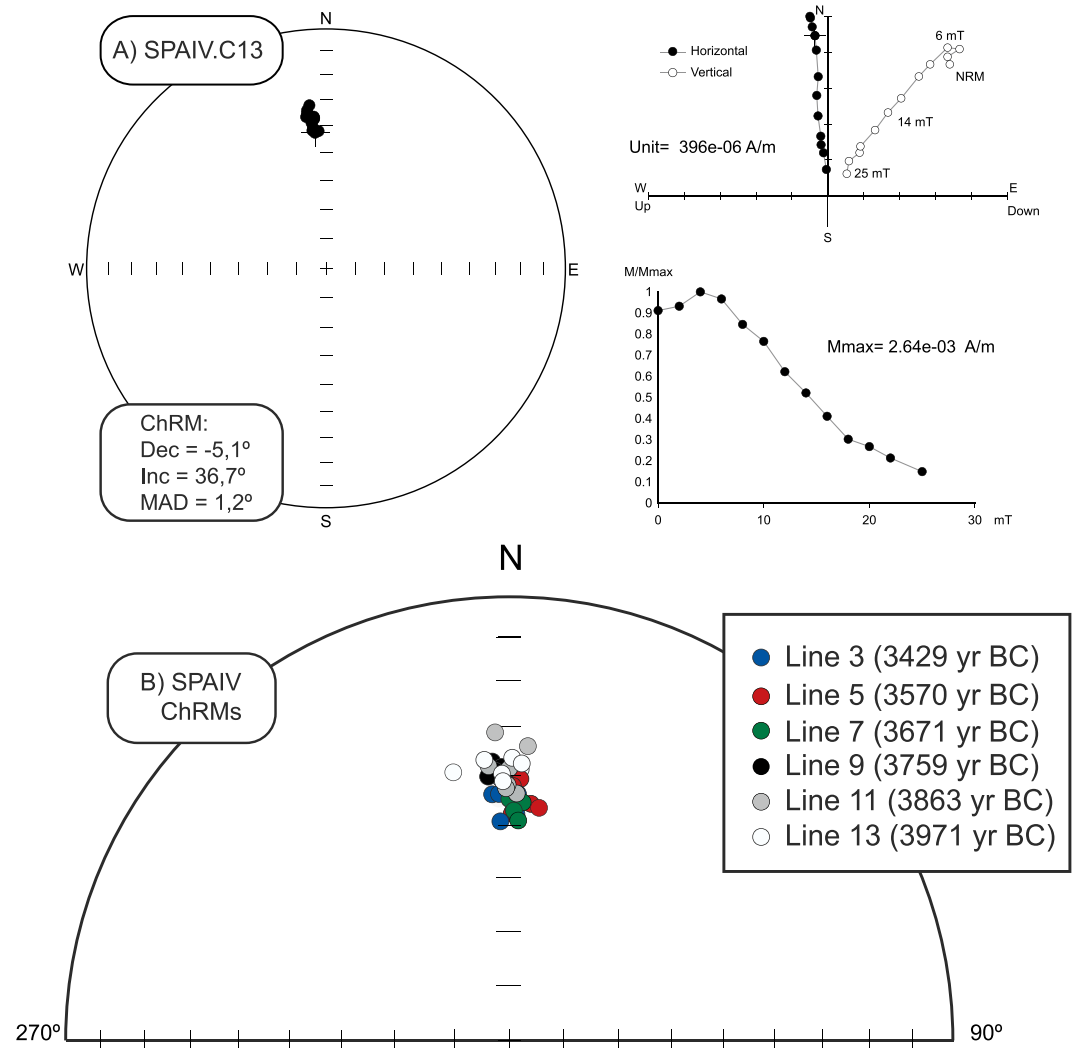 A) SPAIV.C13
N
W
E
S
ChRM:
Dec = -5,1º
Inc = 36,7º
MAD = 1,2º
Horizontal
Vertical
N
6 mT
NRM
14 mT
Unit= 396e-06 A/m
25 mT
W
E
Up
Down
S
M/Mmax
1
0.9
0.8
0.7
0.6
0.5
0.4
0.3
0.2
0.1
0
Mmax= 2.64e-03 A/m
0
10
20
30
mT
N
B) SPAIV
ChRMs
Line 3 (3429 yr BC)
Line 5 (3570 yr BC)
Line 7 (3671 yr BC)
Line 9 (3759 yr BC)
Line 11 (3863 yr BC)
Line 13 (3971 yr BC)
270º
90º